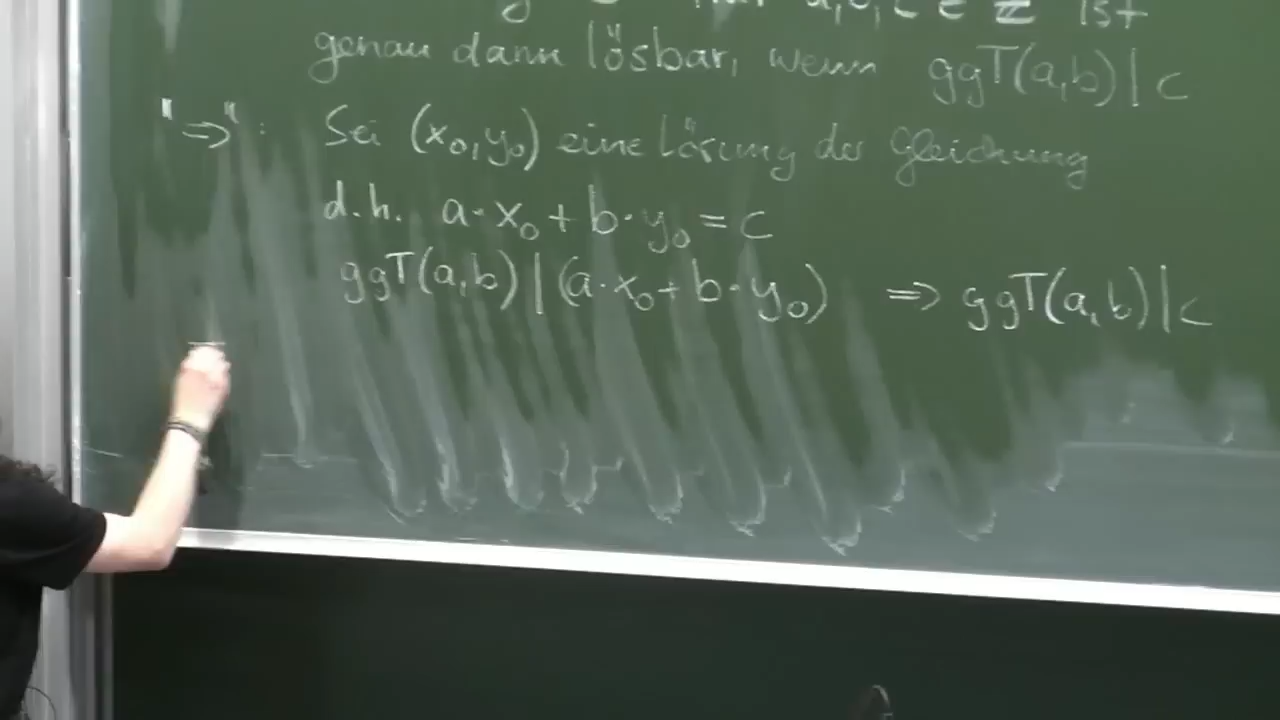 a,b,c ∈ ℤ ist
genau dann lösbar, wenn ggT(a,b) | c
"⇒": Sei (x₀,y₀) eine Lösung der Gleichung
d.h. a·x₀ + b·y₀ = c
ggT(a,b) | (a·x₀ + b·y₀) ⇒ ggT(a,b) | c